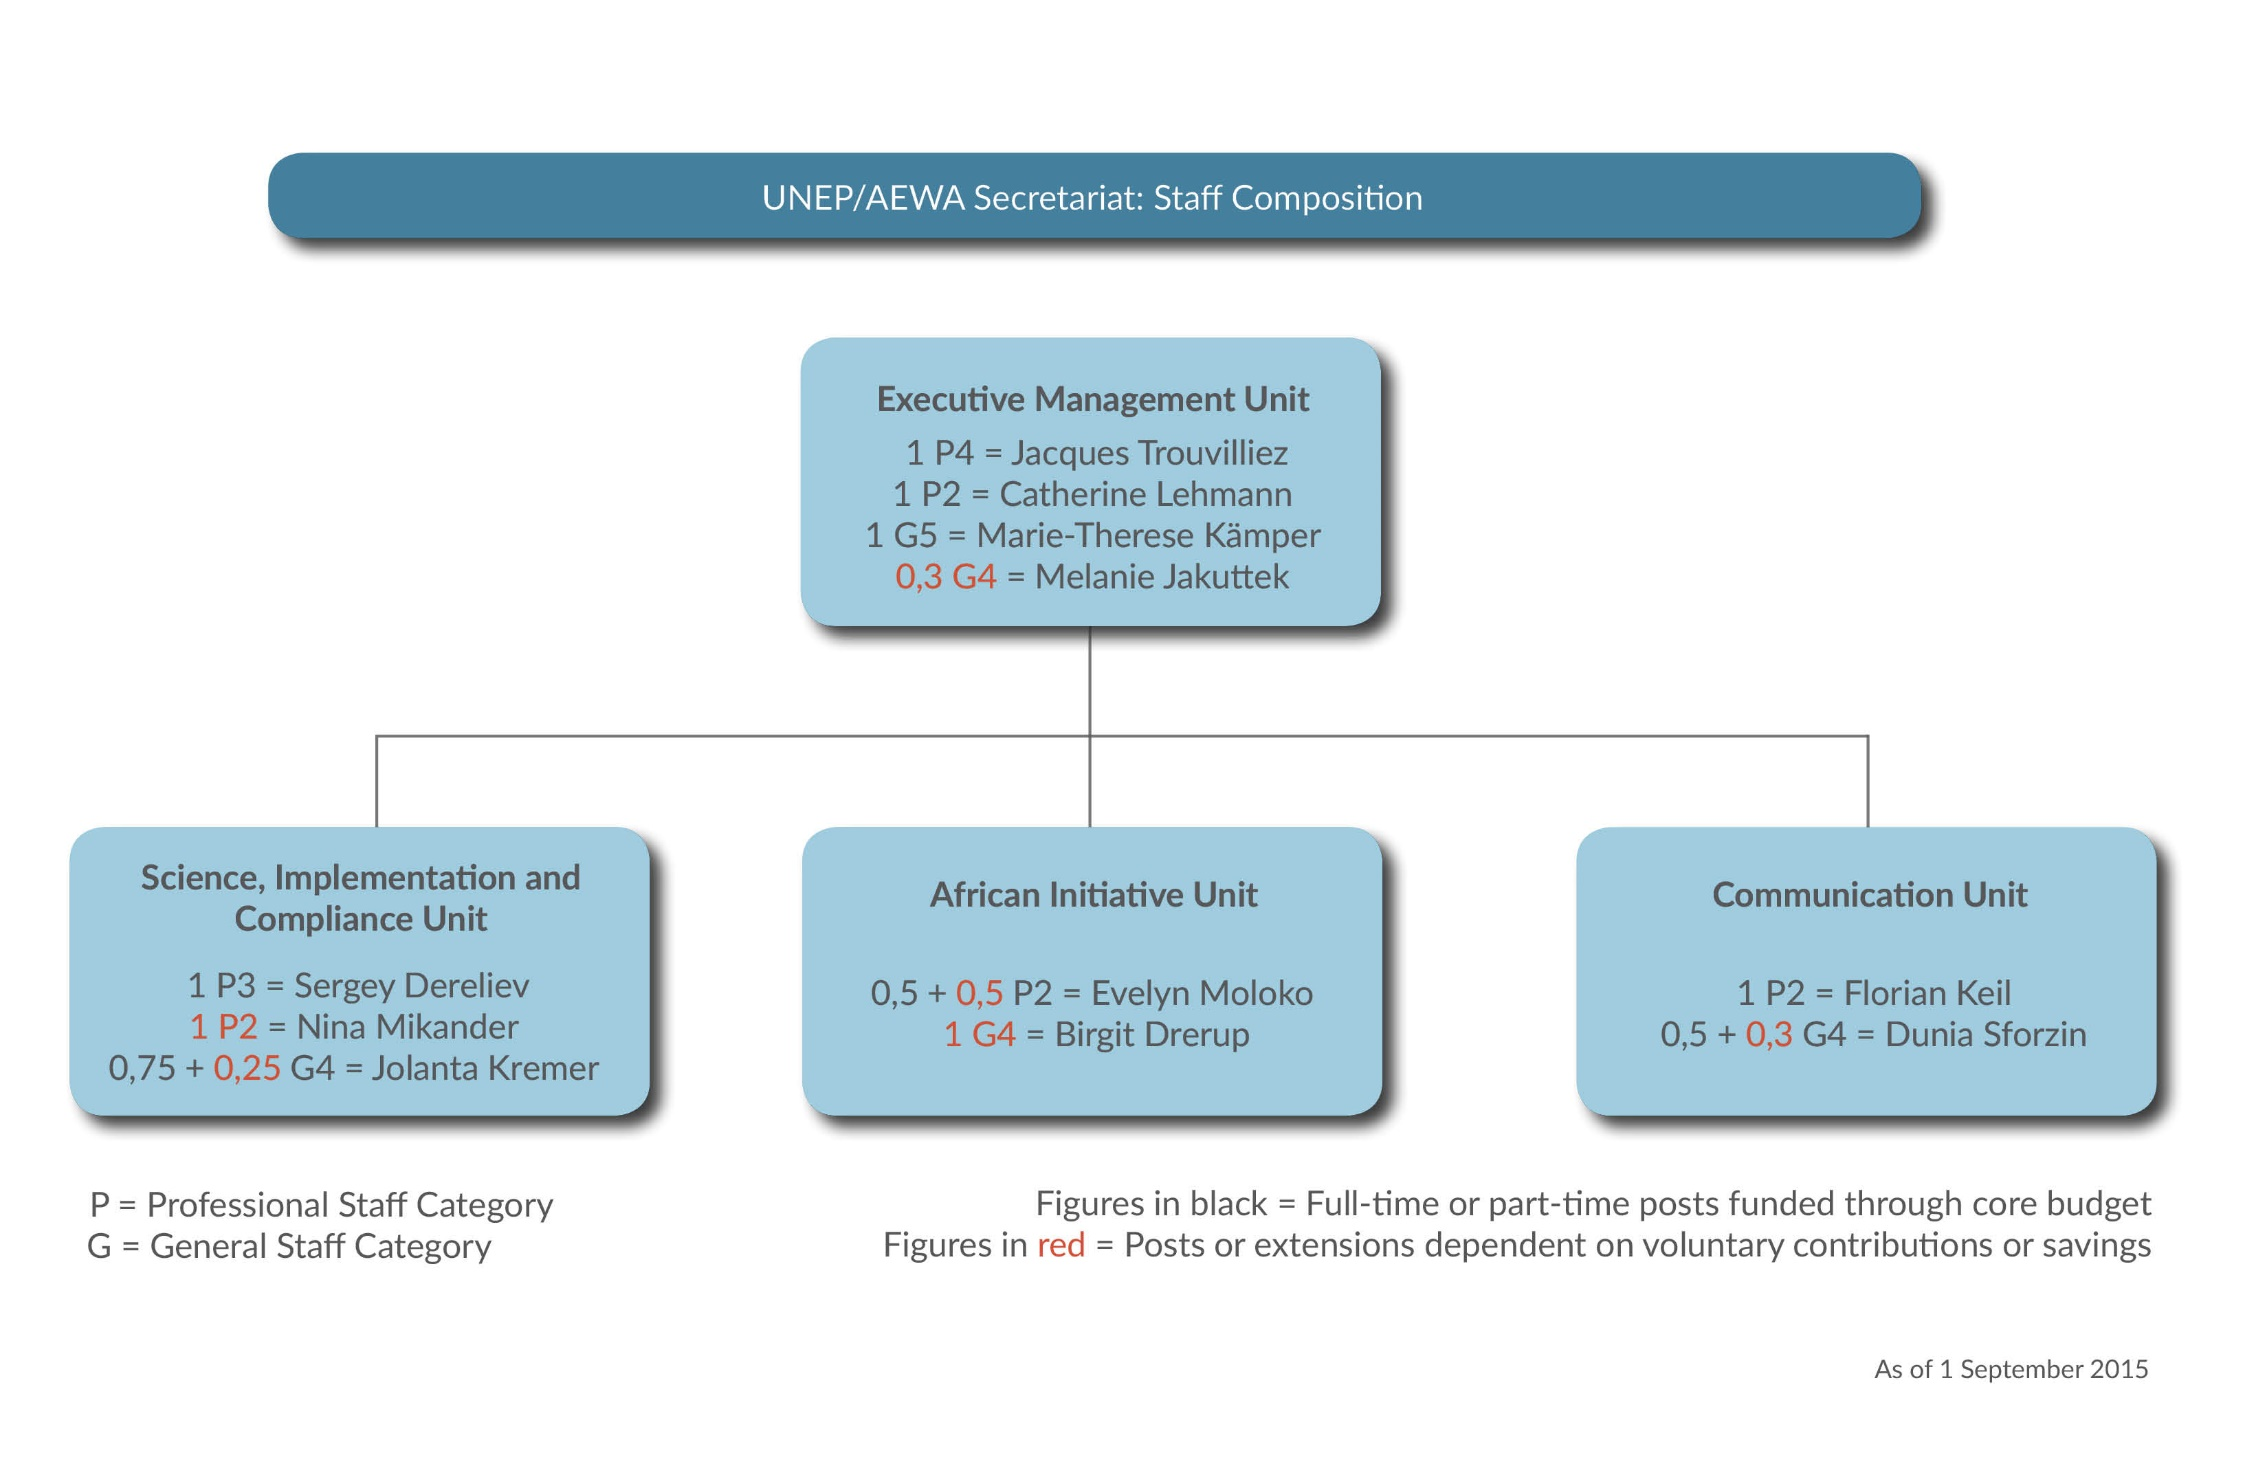 UNEP/AEWA Secretariat: Staff Composition
Executive Management Unit
1 P4 = Jacques Trouvilliez
1 P2 = Catherine Lehmann
1 G5 = Marie-Therese Kämper
0,3 G4 = Melanie Jakuttek
Science, Implementation and
Compliance Unit
1 P3 = Sergey Dereliev
1 P2 = Nina Mikander
0,75 + 0,25 G4 = Jolanta Kremer
African Initiative Unit
0,5 + 0,5 P2 = Evelyn Moloko
1 G4 = Birgit Drerup
Communication Unit
1 P2 = Florian Keil
0,5 + 0,3 G4 = Dunia Sforzin
P = Professional Staff Category
G = General Staff Category
Figures in black = Full-time or part-time posts funded through core budget
Figures in red = Posts or extensions dependent on voluntary contributions or savings
As of 1 September 2015